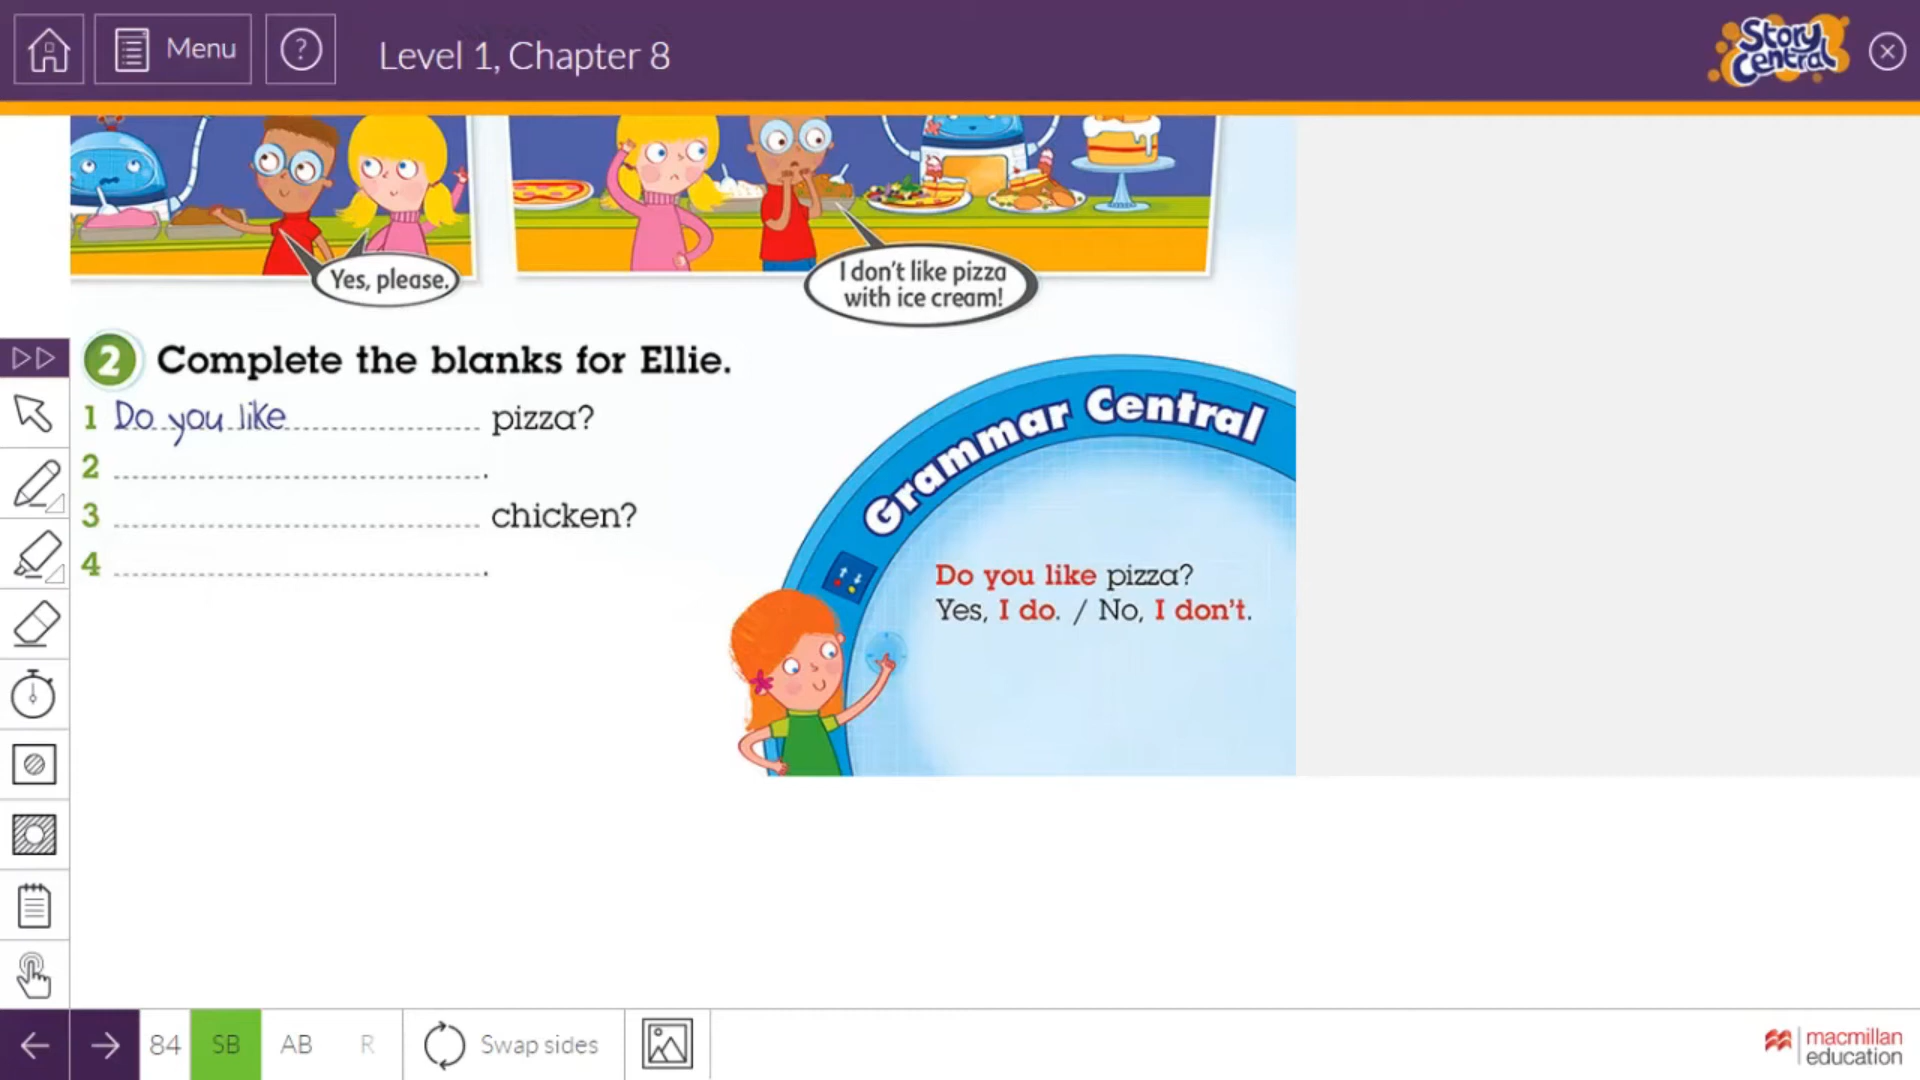 Menu
?
Level 1, Chapter 8
Story
Central
Yes, please.
I don't like pizza
with ice cream!
2 Complete the blanks for Ellie.
1 Do you like pizza?
2 .
3 chicken?
4 .
Grammar Central
Do you like pizza?
Yes, I do. / No, I don't.
84
SB
AB
R
Swap sides
macmillan
education